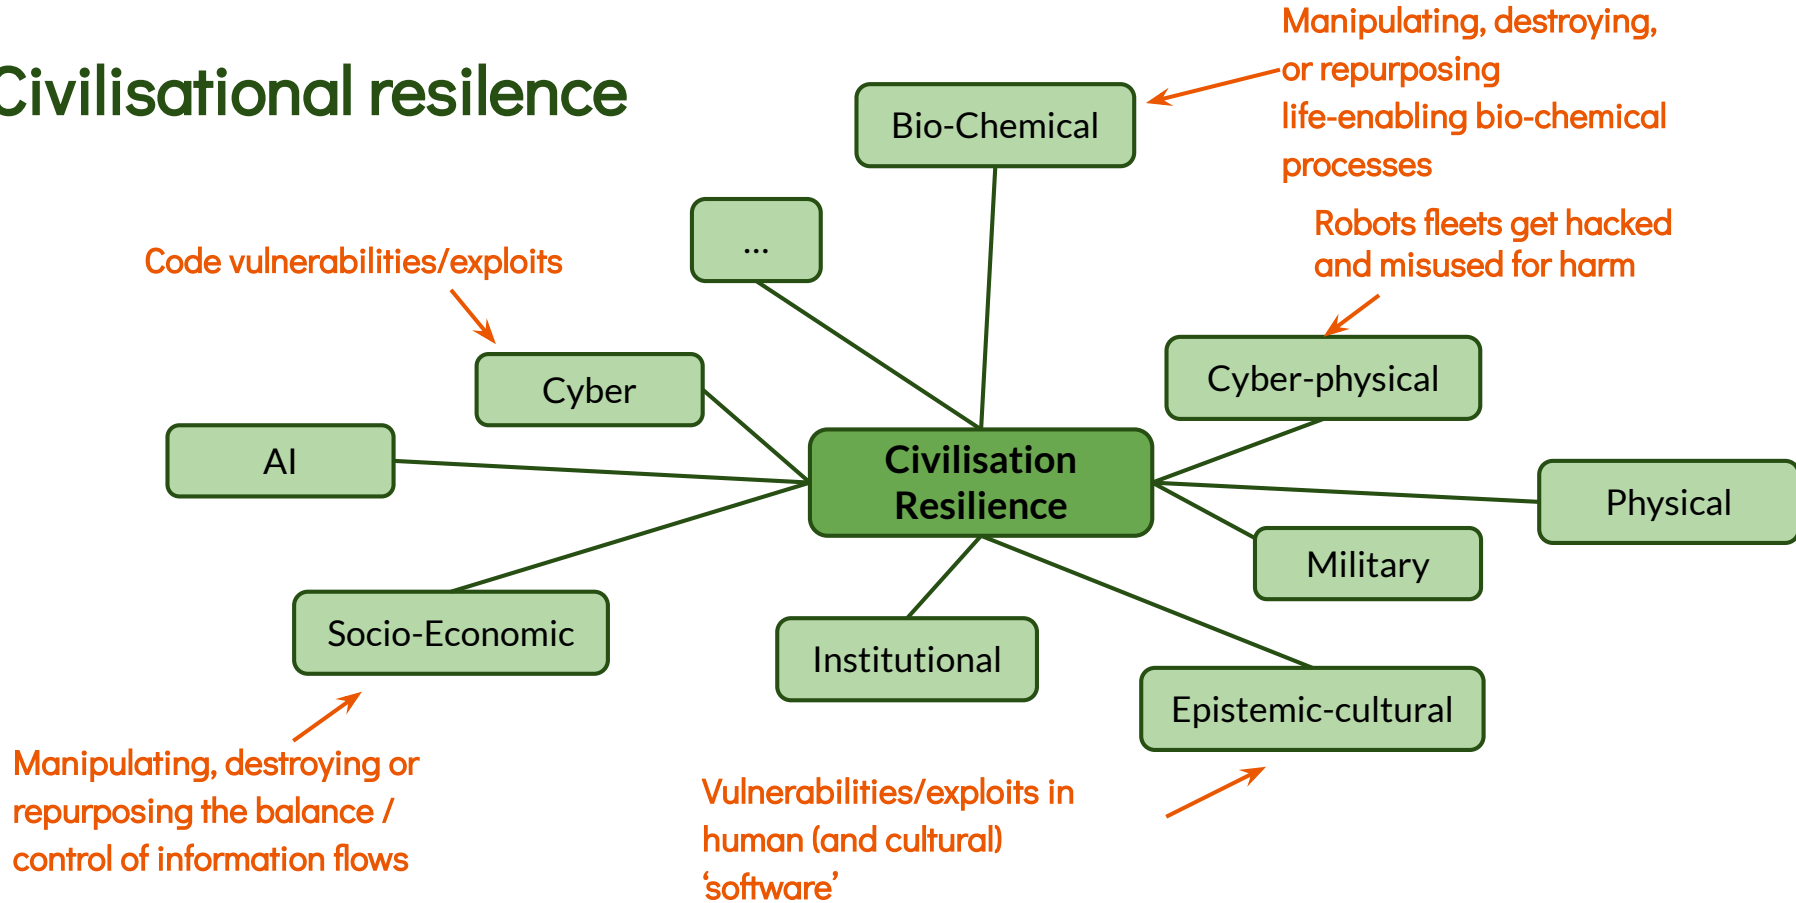 Civilisational resilence
Manipulating, destroying,
or repurposing
life-enabling bio-chemical
processes
Bio-Chemical
...
Robots fleets get hacked
and misused for harm
Code vulnerabilities/exploits
Cyber
Cyber-physical
AI
Civilisation
Resilience
Physical
Military
Socio-Economic
Institutional
Epistemic-cultural
Manipulating, destroying or
repurposing the balance /
control of information flows
Vulnerabilities/exploits in
human (and cultural)
‘software’